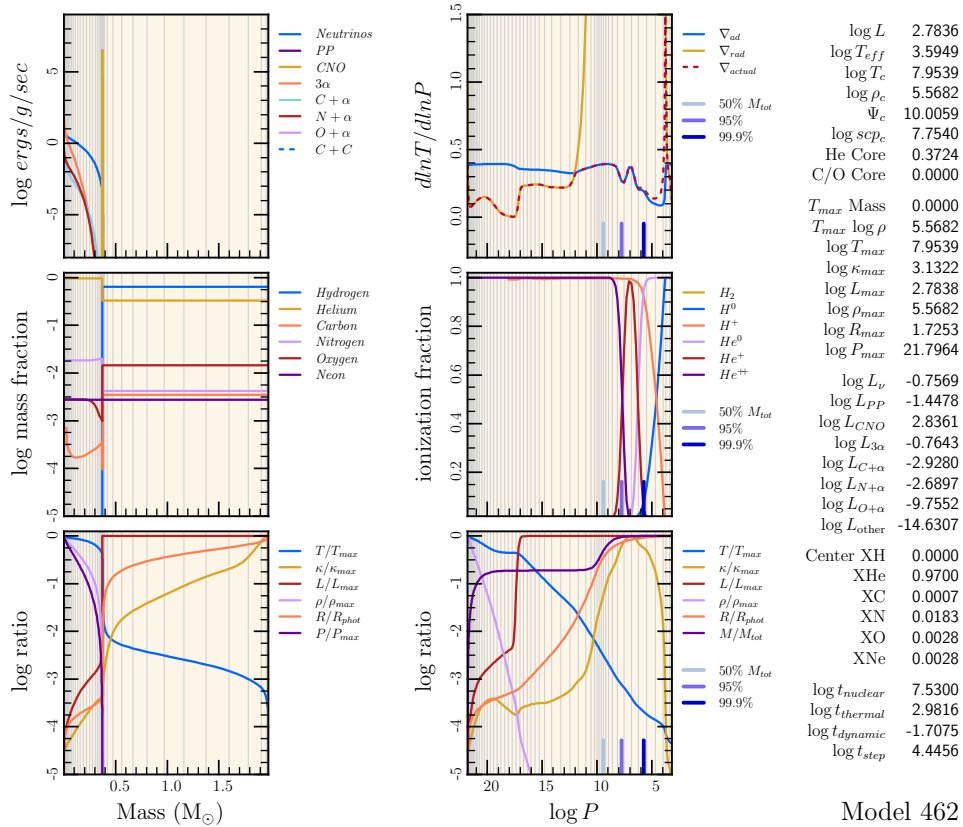 log ergs/g/sec
5
0
-5
Neutrinos
PP
CNO
3α
C + α
N + α
O + α
C + C
dlnT/dlnP
1.5
1.0
0.5
0.0
∇ad
∇rad
∇actual
50% Mtot
95%
99.9%
log mass fraction
0
-1
-2
-3
-4
-5
Hydrogen
Helium
Carbon
Nitrogen
Oxygen
Neon
ionization fraction
1.0
0.8
0.6
0.4
0.2
H2
H0
H+
He0
He+
He++
50% Mtot
95%
99.9%
log ratio
0
-1
-2
-3
-4
-5
0.5
1.0
1.5
Mass (M⊙)
T/Tmax
κ/κmax
L/Lmax
ρ/ρmax
R/Rphot
P/Pmax
log ratio
0
-1
-2
-3
-4
-5
20
15
10
5
log P
T/Tmax
κ/κmax
L/Lmax
ρ/ρmax
R/Rphot
M/Mtot
50% Mtot
95%
99.9%
log L 2.7836
log Teff 3.5949
log Tc 7.9539
log ρc 5.5682
Ψc 10.0059
log scpc 7.7540
He Core 0.3724
C/O Core 0.0000
Tmax Mass 0.0000
Tmax log ρ 5.5682
log Tmax 7.9539
log κmax 3.1322
log Lmax 2.7838
log ρmax 5.5682
log Rmax 1.7253
log Pmax 21.7964
log Lν -0.7569
log LPP -1.4478
log LCNO 2.8361
log L3α -0.7643
log LC+α -2.9280
log LN+α -2.6897
log LO+α -9.7552
log Lother -14.6307
Center XH 0.0000
XHe 0.9700
XC 0.0007
XN 0.0183
XO 0.0028
XNe 0.0028
log tnuclear 7.5300
log tthermal 2.9816
log tdynamic -1.7075
log tstep 4.4456
Model 462